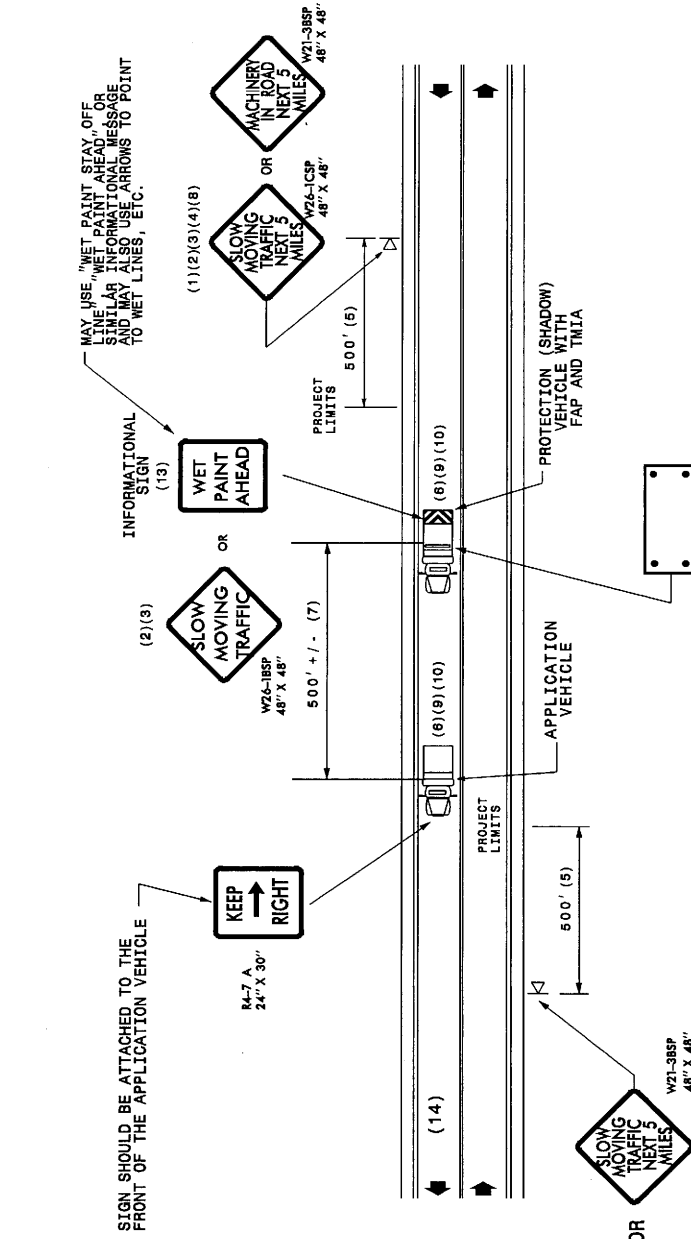 SIGN SHOULD BE ATTACHED TO THE
FRONT OF THE APPLICATION VEHICLE
KEEP
RIGHT
R4-7 A
24" X 30"
(2)(3)
SLOW
MOVING
TRAFFIC
W26-1BSP
48" X 48"
OR
INFORMATIONAL
SIGN
(13)
WET
PAINT
AHEAD
MAY USE "WET PAINT STAY OFF
LINE", "WET PAINT AHEAD", OR
SIMILAR INFORMATIONAL MESSAGE
AND MAY ALSO USE ARROWS TO POINT
TO WET LINES, ETC.
(1)(2)(3)(4)(8)
SLOW
MOVING
TRAFFIC
NEXT 5
MILES
W26-1CSP
48" X 48"
OR
MACHINERY
IN ROAD
NEXT 5
MILES
W21-3BSP
48" X 48"
500' +/- (7)
PROJECT
LIMITS
500' (5)
(14)
(6)(9)(10)
(6)(9)(10)
PROJECT
LIMITS
500' (5)
APPLICATION
VEHICLE
PROTECTION (SHADOW)
VEHICLE WITH
FAP AND TMIA
OR
SLOW
MOVING
TRAFFIC
NEXT 5
MILES
W21-3BSP
48" X 48"